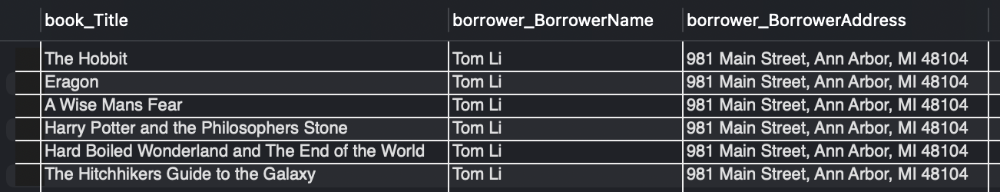 book_Title borrower_BorrowerName borrower_BorrowerAddress
The Hobbit Tom Li 981 Main Street, Ann Arbor, MI 48104
Eragon Tom Li 981 Main Street, Ann Arbor, MI 48104
A Wise Mans Fear Tom Li 981 Main Street, Ann Arbor, MI 48104
Harry Potter and the Philosophers Stone Tom Li 981 Main Street, Ann Arbor, MI 48104
Hard Boiled Wonderland and The End of the World Tom Li 981 Main Street, Ann Arbor, MI 48104
The Hitchhikers Guide to the Galaxy Tom Li 981 Main Street, Ann Arbor, MI 48104